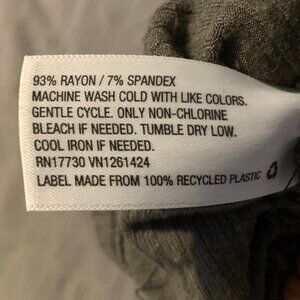 93% RAYON / 7% SPANDEX
MACHINE WASH COLD WITH LIKE COLORS.
GENTLE CYCLE. ONLY NON-CHLORINE
BLEACH IF NEEDED. TUMBLE DRY LOW.
COOL IRON IF NEEDED.
RN17730 VN1261424
LABEL MADE FROM 100% RECYCLED PLASTIC